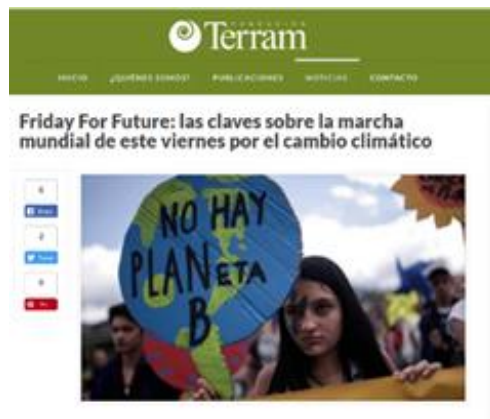 FUNDACIÓN
Terram
INICIO ¿QUIÉNES SOMOS? PUBLICACIONES NOTICIAS CONTACTO
Friday For Future: las claves sobre la marcha
mundial de este viernes por el cambio climático
NO HAY
PLANETA
B